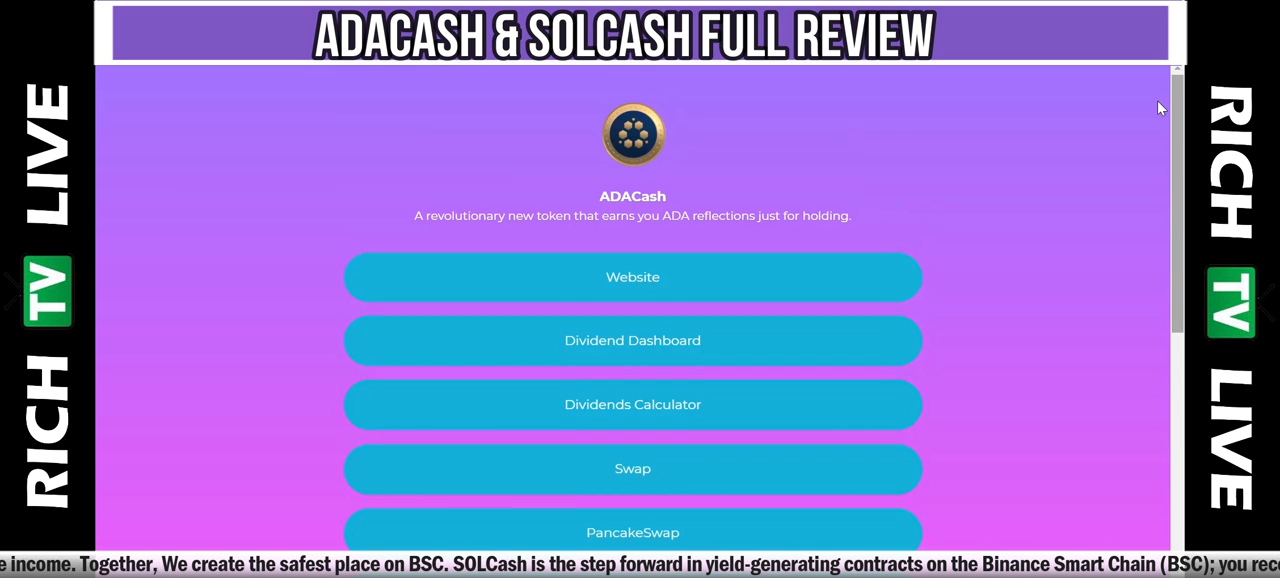 ADACASH & SOLCASH FULL REVIEW
RICH TV LIVE
ADACash
A revolutionary new token that earns you ADA reflections just for holding.
Website
Dividend Dashboard
Dividends Calculator
Swap
PancakeSwap
RICH TV LIVE
income. Together, We create the safest place on BSC. SOLCash is the step forward in yield-generating contracts on the Binance Smart Chain (BSC); you